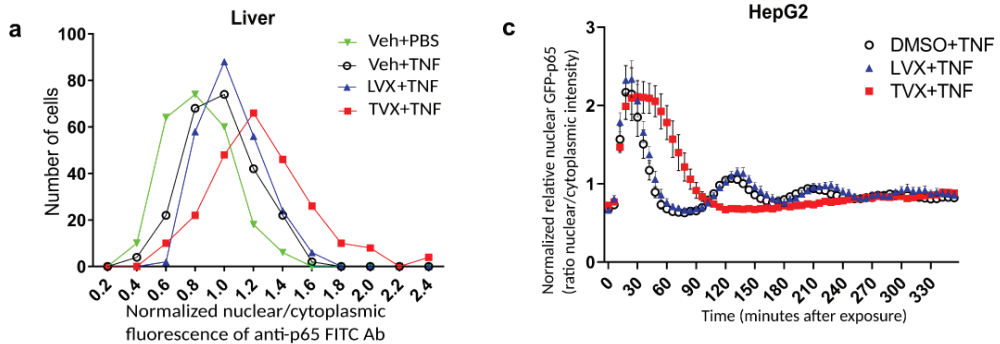 a
Liver
Number of cells
100
80
60
40
20
0
0.2 0.4 0.6 0.8 1.0 1.2 1.4 1.6 1.8 2.0 2.2 2.4
Normalized nuclear/cytoplasmic
fluorescence of anti-p65 FITC Ab
Veh+PBS
Veh+TNF
LVX+TNF
TVX+TNF
c
HepG2
Normalized relative nuclear GFP-p65
(ratio nuclear/cytoplasmic intensity)
3
2
1
0
0 30 60 90 120 150 180 210 240 270 300 330
Time (minutes after exposure)
DMSO+TNF
LVX+TNF
TVX+TNF